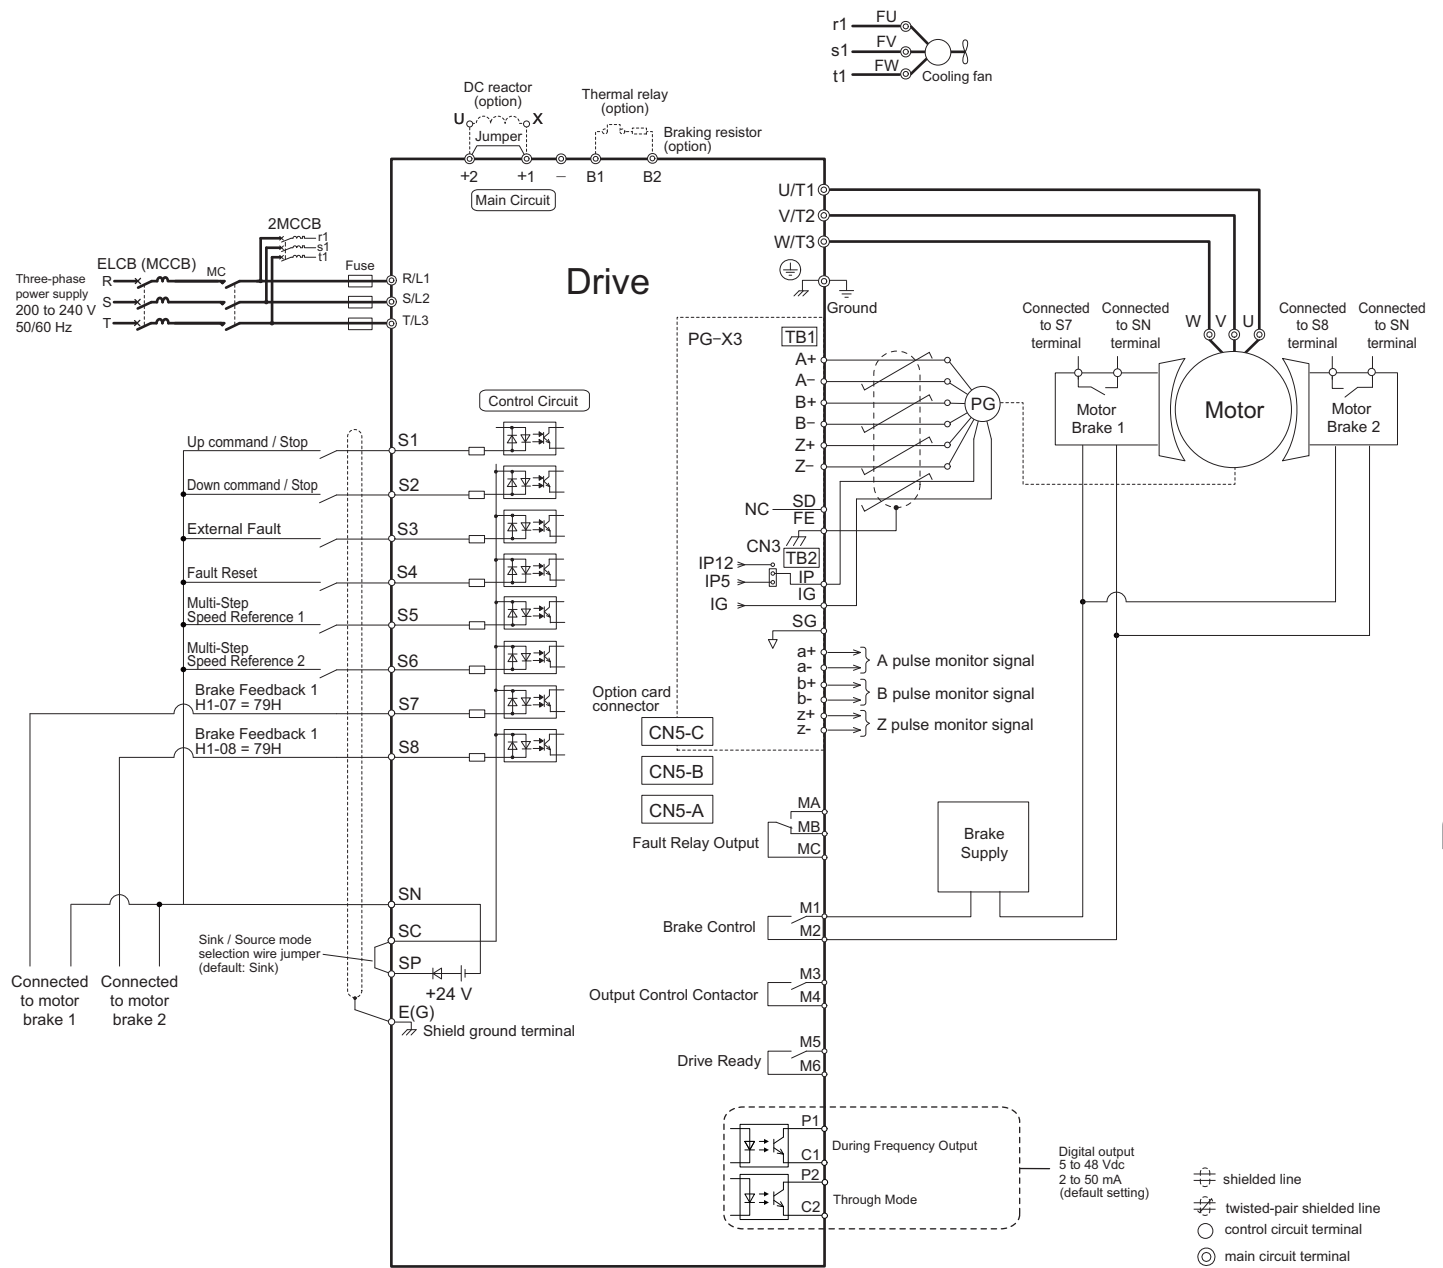 r1 FU
s1 FV
t1 FW
Cooling fan
DC reactor
(option)
U X
Jumper
Thermal relay
(option)
Braking resistor
(option)
+2 +1 – B1 B2
Main Circuit
U/T1
V/T2
W/T3
2MCCB
r1
s1
t1
ELCB (MCCB)
MC
Fuse
Three-phase
power supply
200 to 240 V
50/60 Hz
R
S
T
R/L1
S/L2
T/L3
Drive
Ground
PG−X3
TB1
A+
A−
B+
B−
Z+
Z−
PG
SD
NC
FE
CN3
TB2
IP12
IP5
IP
IG
IG
SG
a+
a-
b+
b-
z+
z-
A pulse monitor signal
B pulse monitor signal
Z pulse monitor signal
Connected
to S7
terminal
Connected
to SN
terminal
W V U
Connected
to S8
terminal
Connected
to SN
terminal
Motor
Brake 1
Motor
Motor
Brake 2
Control Circuit
Up command / Stop
S1
Down command / Stop
S2
External Fault
S3
Fault Reset
S4
Multi-Step
Speed Reference 1
S5
Multi-Step
Speed Reference 2
S6
Brake Feedback 1
H1-07 = 79H
S7
Brake Feedback 1
H1-08 = 79H
S8
Option card
connector
CN5-C
CN5-B
CN5-A
MA
MB
MC
Fault Relay Output
Brake
Supply
M1
M2
Brake Control
SN
SC
SP
Sink / Source mode
selection wire jumper
(default: Sink)
+24 V
E(G)
Shield ground terminal
Connected
to motor
brake 1
Connected
to motor
brake 2
M3
M4
Output Control Contactor
M5
M6
Drive Ready
P1
C1
During Frequency Output
P2
C2
Through Mode
Digital output
5 to 48 Vdc
2 to 50 mA
(default setting)
shielded line
twisted-pair shielded line
control circuit terminal
main circuit terminal